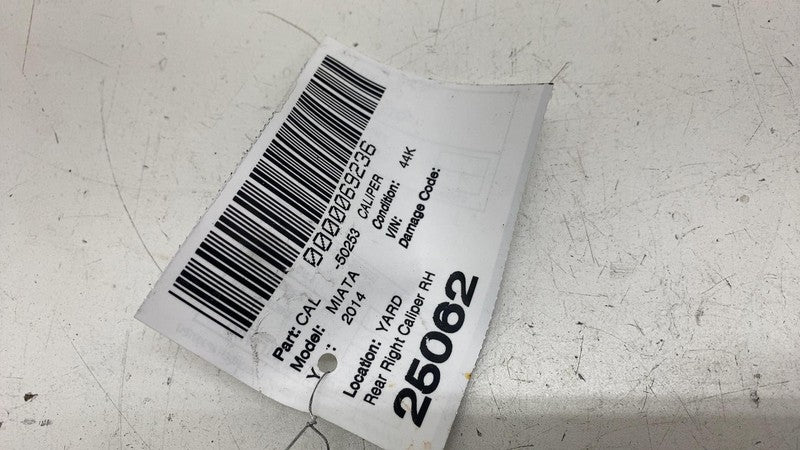 0000069236
Part: CAL -50253 CALIPER
Model: MIATA Condition: 44K
Y : 2014 VIN:
Damage Code:
Location: YARD
Rear Right Caliper RH
25062